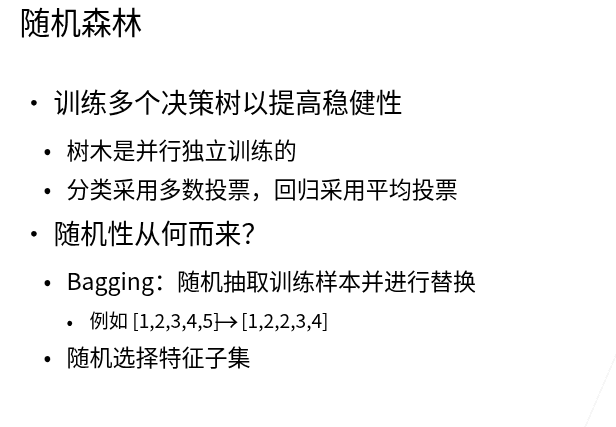 随机森林
• 训练多个决策树以提高稳健性
• 树木是并行独立训练的
• 分类采用多数投票，回归采用平均投票
• 随机性从何而来？
• Bagging：随机抽取训练样本并进行替换
• 例如 [1,2,3,4,5]↦[1,2,2,3,4]
• 随机选择特征子集